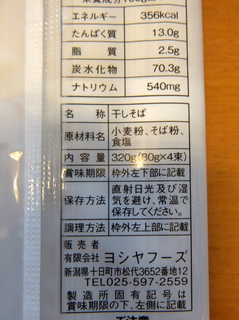 エネルギー 356kcal
たんぱく質 13.0g
脂質 2.5g
炭水化物 70.3g
ナトリウム 540mg
名称 干しそば
原材料名 小麦粉、そば粉、
食塩
内容量 320g(80g×4束)
賞味期限 枠外左下部に記載
保存方法 直射日光及び湿
気を避け、常温で
保存してください。
調理方法 枠外左上部に記載
販売者
有限会社 ヨシヤフーズ
新潟県十日町市松代3652番地12
TEL025-597-2559
製造所固有記号は
賞味期限の下、左側に記載
ご注意